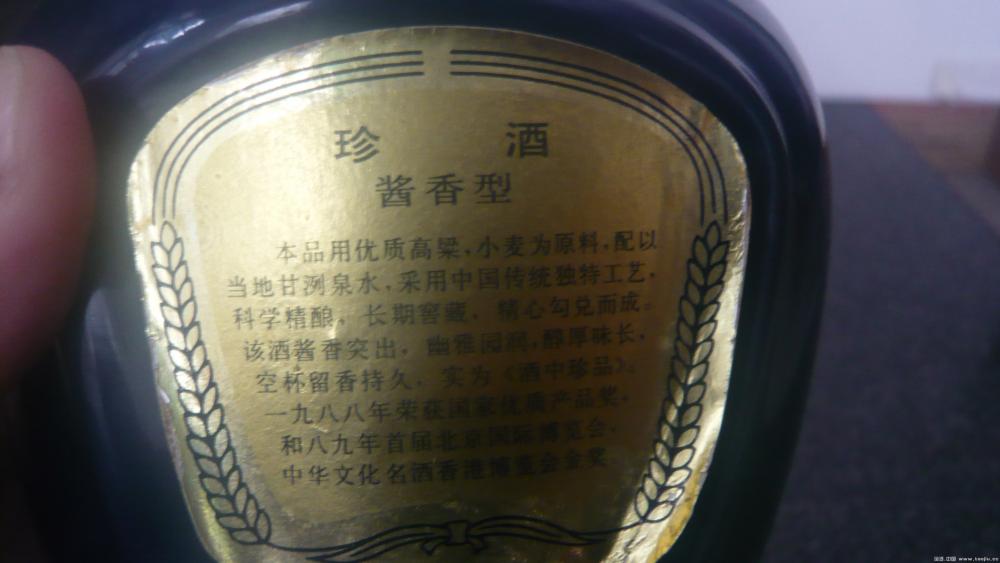 珍 酒
酱香型
本品用优质高粱,小麦为原料,配以
当地甘洌泉水,采用中国传统独特工艺,
科学精酿。长期窖藏,精心勾兑而成。
该酒酱香突出,幽雅园润,醇厚味长,
空杯留香持久,实为《酒中珍品》。
一九八八年荣获国家优质产品奖,
和八九年首届北京国际博览会,
中华文化名酒香港博览会金奖